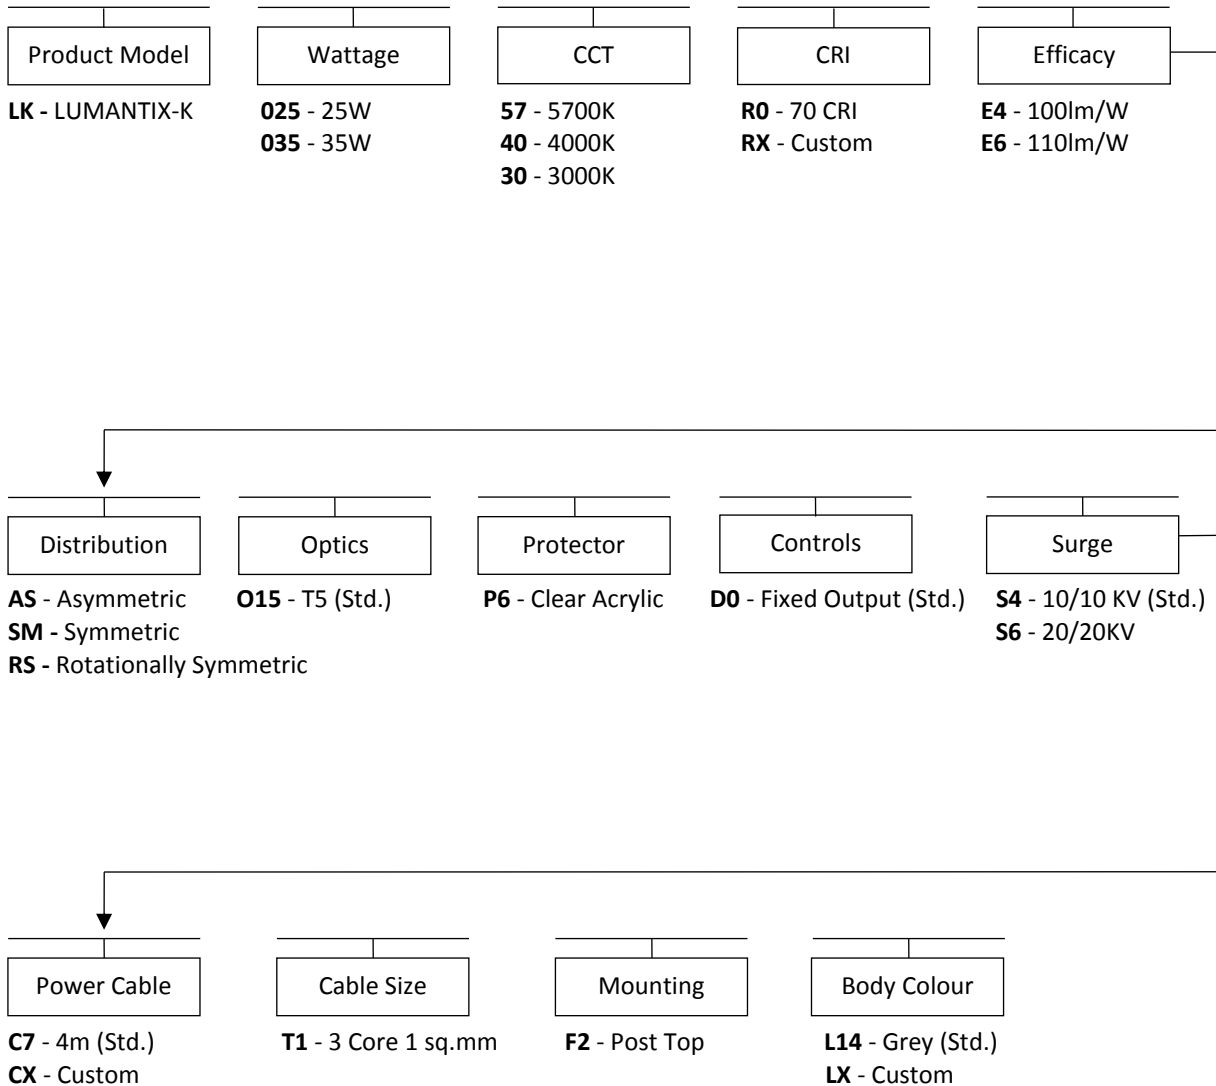 Product Model
Wattage
CCT
CRI
Efficacy
LK - LUMANTIX-K
025 - 25W
035 - 35W
57 - 5700K
40 - 4000K
30 - 3000K
R0 - 70 CRI
RX - Custom
E4 - 100lm/W
E6 - 110lm/W
Distribution
Optics
Protector
Controls
Surge
AS - Asymmetric
SM - Symmetric
RS - Rotationally Symmetric
O15 - T5 (Std.)
P6 - Clear Acrylic
D0 - Fixed Output (Std.)
S4 - 10/10 KV (Std.)
S6 - 20/20KV
Power Cable
Cable Size
Mounting
Body Colour
C7 - 4m (Std.)
CX - Custom
T1 - 3 Core 1 sq.mm
F2 - Post Top
L14 - Grey (Std.)
LX - Custom